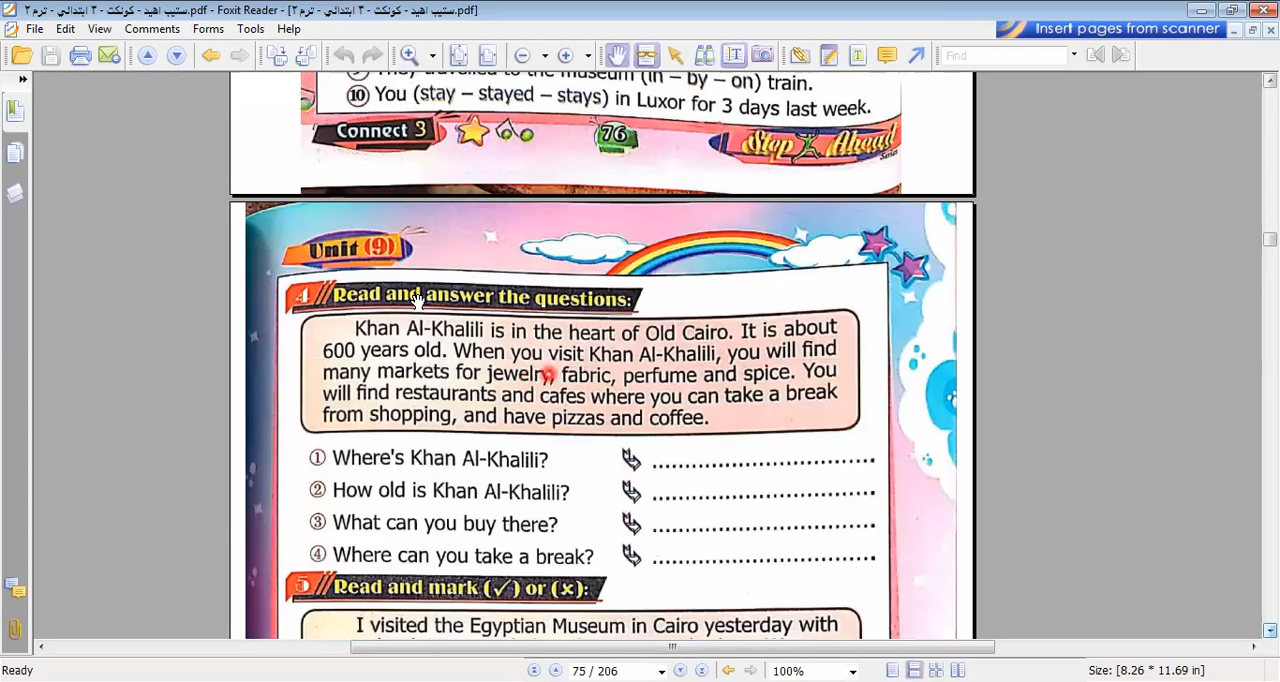 ستيب اهيد - كونكت - ٣ ابتدائي - ترم ٢.pdf - Foxit Reader - [ستيب اهيد - كونكت - ٣ ابتدائي - ترم ٢.pdf]
File Edit View Comments Forms Tools Help
Insert pages from scanner
Find
They travelled to the museum (in – by – on) train.
⑩ You (stay – stayed – stays) in Luxor for 3 days last week.
Connect 3
76
Step Ahead
Series
Unit (9)
4 Read and answer the questions:
Khan Al-Khalili is in the heart of Old Cairo. It is about
600 years old. When you visit Khan Al-Khalili, you will find
many markets for jewelry, fabric, perfume and spice. You
will find restaurants and cafes where you can take a break
from shopping, and have pizzas and coffee.
① Where's Khan Al-Khalili? ........................................
② How old is Khan Al-Khalili? ........................................
③ What can you buy there? ........................................
④ Where can you take a break? ........................................
5 Read and mark (✓) or (×):
I visited the Egyptian Museum in Cairo yesterday with
Ready
75 / 206
100%
Size: [8.26 * 11.69 in]